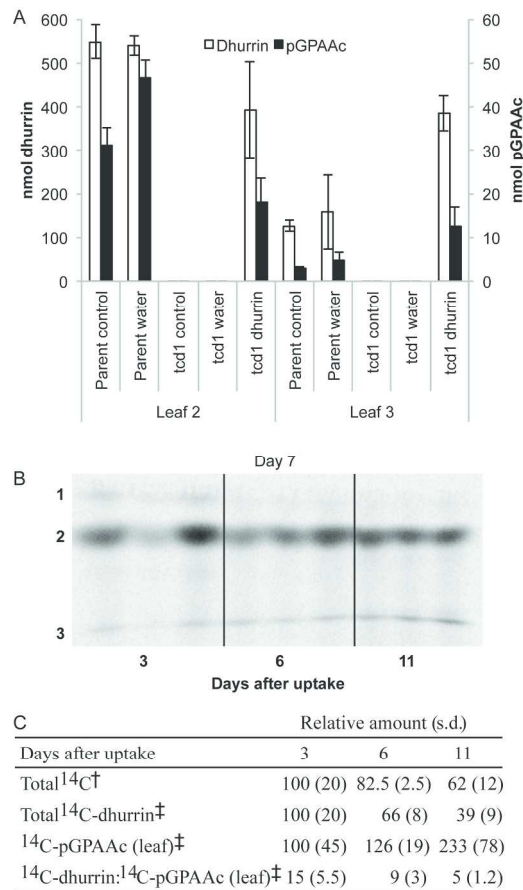 A
600 60
Dhurrin pGPAAc
500 50
400 40
300 30
200 20
100 10
0 0
nmol dhurrin
nmol pGPAAc
Parent control
Parent water
tcd1 control
tcd1 water
tcd1 dhurrin
Parent control
Parent water
tcd1 control
tcd1 water
tcd1 dhurrin
Leaf 2 Leaf 3
Day 7
B
1
2
3
3 6 11
Days after uptake
C Relative amount (s.d.)
Days after uptake 3 6 11
Total¹⁴C† 100 (20) 82.5 (2.5) 62 (12)
Total¹⁴C-dhurrin‡ 100 (20) 66 (8) 39 (9)
¹⁴C-pGPAAc (leaf)‡ 100 (45) 126 (19) 233 (78)
¹⁴C-dhurrin:¹⁴C-pGPAAc (leaf)‡ 15 (5.5) 9 (3) 5 (1.2)